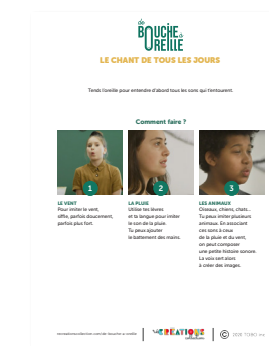 de
BOUCHE à
OREILLE
LE CHANT DE TOUS LES JOURS
Tends l'oreille pour entendre d'abord tous les sons qui t'entourent.
Comment faire ?
1
2
3
LE VENT
Pour imiter le vent,
siffle, parfois doucement,
parfois plus fort.
LA PLUIE
Utilise tes lèvres
et ta langue pour imiter
le son de la pluie.
Tu peux ajouter
le battement des mains.
LES ANIMAUX
Oiseaux, chiens, chats...
Tu peux imiter plusieurs
animaux. En associant
ces sons à ceux
de la pluie et du vent,
on peut composer
une petite histoire sonore.
La voix sert alors
à créer des images.
CRÉATIONS
© 2020 TOBO